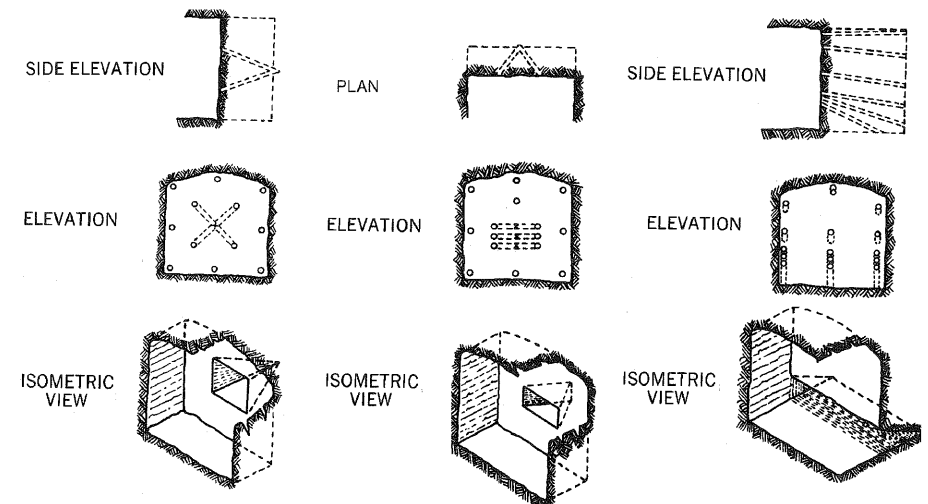 SIDE ELEVATION
PLAN
SIDE ELEVATION
ELEVATION
ELEVATION
ELEVATION
ISOMETRIC
VIEW
ISOMETRIC
VIEW
ISOMETRIC
VIEW